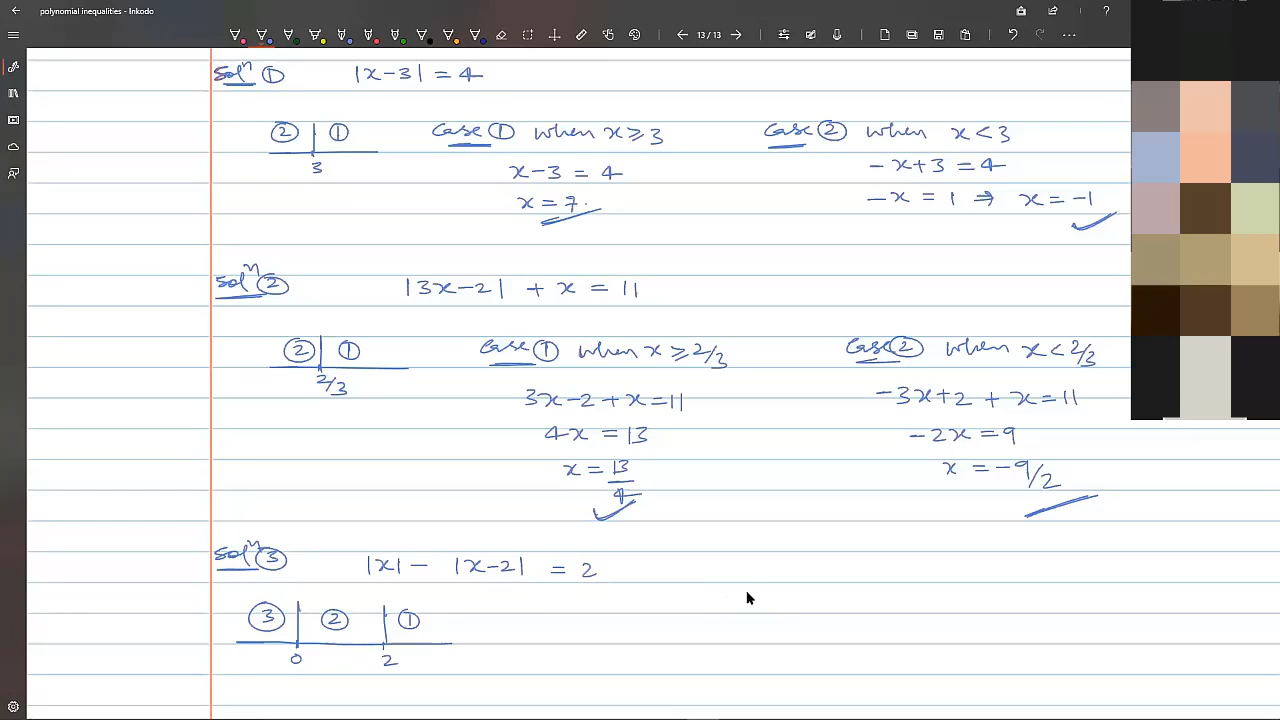 polynomial inequalities - Inkodo
13/13
Solⁿ ① |x-3| = 4
② | ① Case ① when x ≥ 3 Case ② when x < 3
3 x-3 = 4 -x+3 = 4
x = 7. -x = 1 ⇒ x = -1
Solⁿ ② |3x-2| + x = 11
② | ① Case ① when x ≥ 2/3 Case ② when x < 2/3
2/3 3x-2+x=11 -3x+2+x=11
4x = 13 -2x = 9
x = 13/4 x = -9/2
Solⁿ ③ |x| - |x-2| = 2
③ | ② | ①
0 2